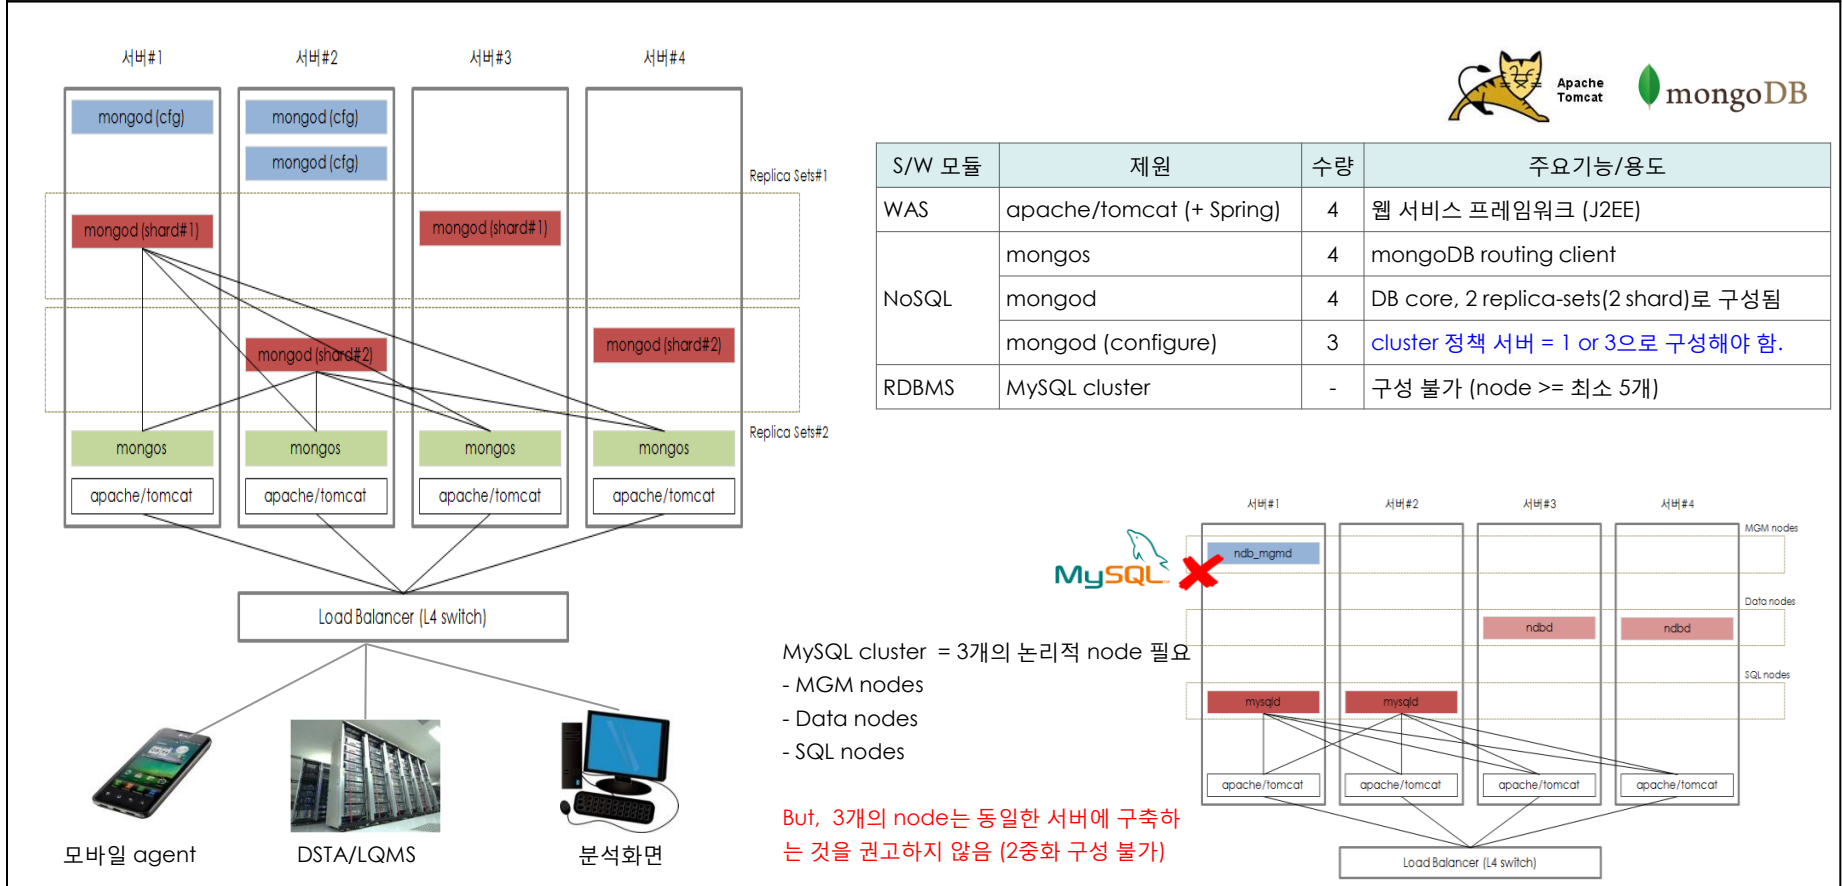 서버#1 서버#2 서버#3 서버#4
mongod (cfg) mongod (cfg)
mongod (cfg)
Replica Sets#1
mongod (shard#1) mongod (shard#1)
mongod (shard#2) mongod (shard#2)
Replica Sets#2
mongos mongos mongos mongos
apache/tomcat apache/tomcat apache/tomcat apache/tomcat
Load Balancer (L4 switch)
모바일 agent DSTA/LQMS 분석화면
Apache
Tomcat
mongoDB
S/W 모듈 제원 수량 주요기능/용도
WAS apache/tomcat (+ Spring) 4 웹 서비스 프레임워크 (J2EE)
NoSQL mongos 4 mongoDB routing client
mongod 4 DB core, 2 replica-sets(2 shard)로 구성됨
mongod (configure) 3 cluster 정책 서버 = 1 or 3으로 구성해야 함.
RDBMS MySQL cluster - 구성 불가 (node >= 최소 5개)
MySQL
MySQL cluster = 3개의 논리적 node 필요
- MGM nodes
- Data nodes
- SQL nodes
But, 3개의 node는 동일한 서버에 구축하
는 것을 권고하지 않음 (2중화 구성 불가)
서버#1 서버#2 서버#3 서버#4
MGM nodes
ndb_mgmd
Data nodes
ndbd ndbd
SQL nodes
mysqld mysqld
apache/tomcat apache/tomcat apache/tomcat apache/tomcat
Load Balancer (L4 switch)